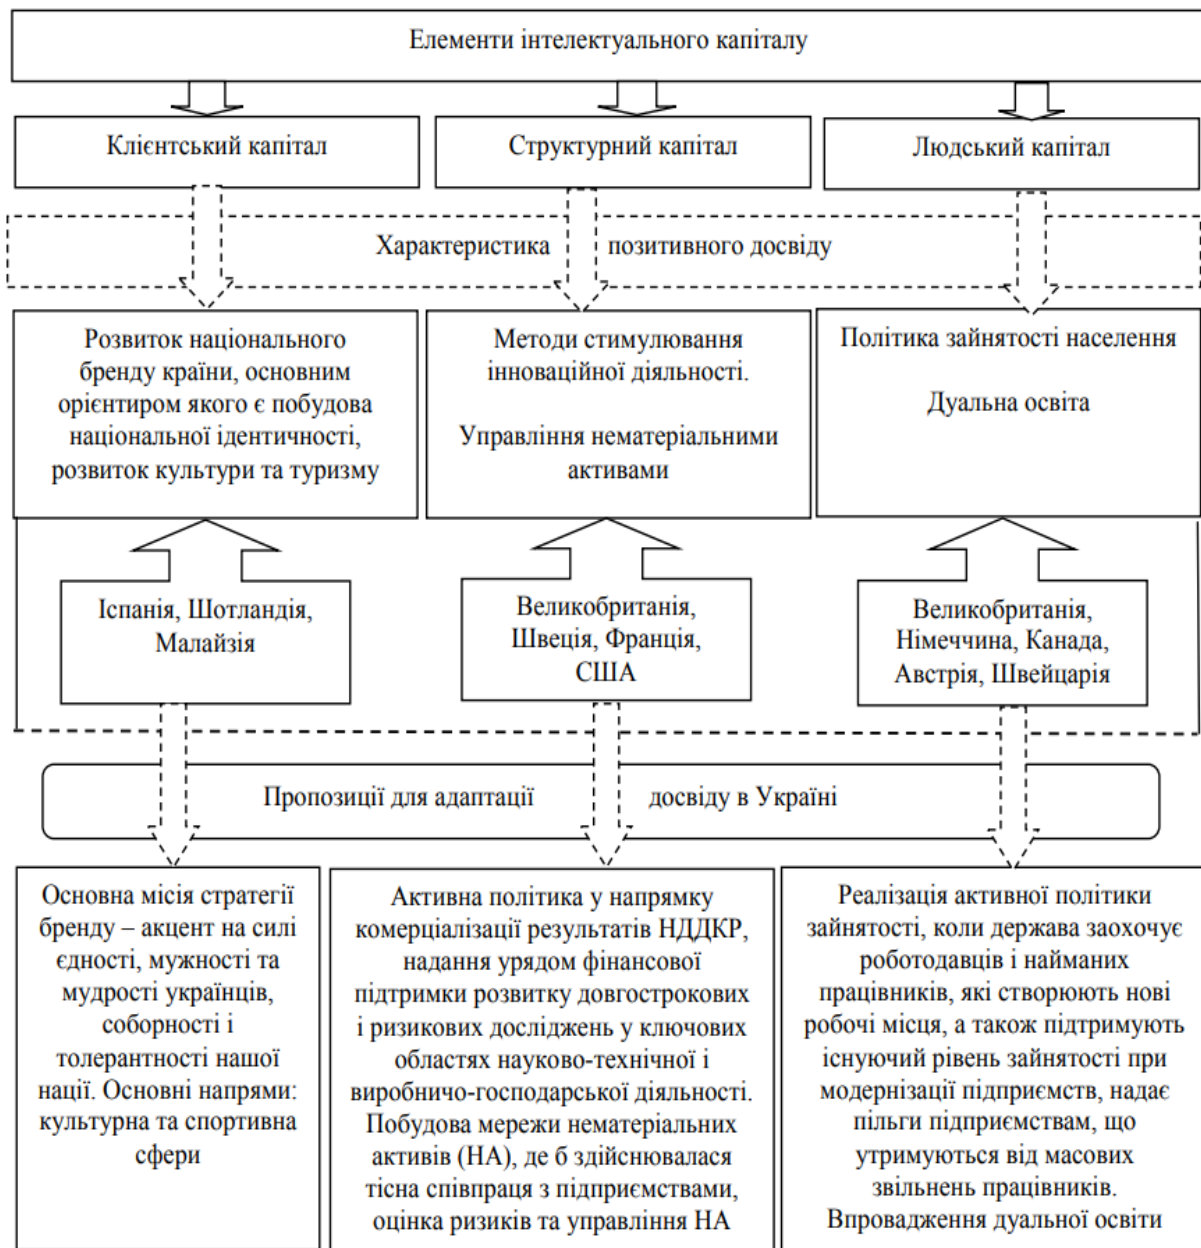 Елементи інтелектуального капіталу
Клієнтський капітал
Структурний капітал
Людський капітал
Характеристика позитивного досвіду
Розвиток національного
бренду країни, основним
орієнтиром якого є побудова
національної ідентичності,
розвиток культури та туризму
Методи стимулювання
інноваційної діяльності.
Управління нематеріальними
активами
Політика зайнятості населення
Дуальна освіта
Іспанія, Шотландія,
Малайзія
Великобританія,
Швеція, Франція,
США
Великобританія,
Німеччина, Канада,
Австрія, Швейцарія
Пропозиції для адаптації досвіду в Україні
Основна місія стратегії
бренду – акцент на силі
єдності, мужності та
мудрості українців,
соборності і
толерантності нашої
нації. Основні напрями:
культурна та спортивна
сфери
Активна політика у напрямку
комерціалізації результатів НДДКР,
надання урядом фінансової
підтримки розвитку довгострокових
і ризикових досліджень у ключових
областях науково-технічної і
виробничо-господарської діяльності.
Побудова мережи нематеріальних
активів (НА), де б здійснювалася
тісна співпраця з підприємствами,
оцінка ризиків та управління НА
Реалізація активної політики
зайнятості, коли держава заохочує
роботодавців і найманих
працівників, які створюють нові
робочі місця, а також підтримують
існуючий рівень зайнятості при
модернізації підприємств, надає
пільги підприємствам, що
утримуються від масових
звільнень працівників.
Впровадження дуальної освіти